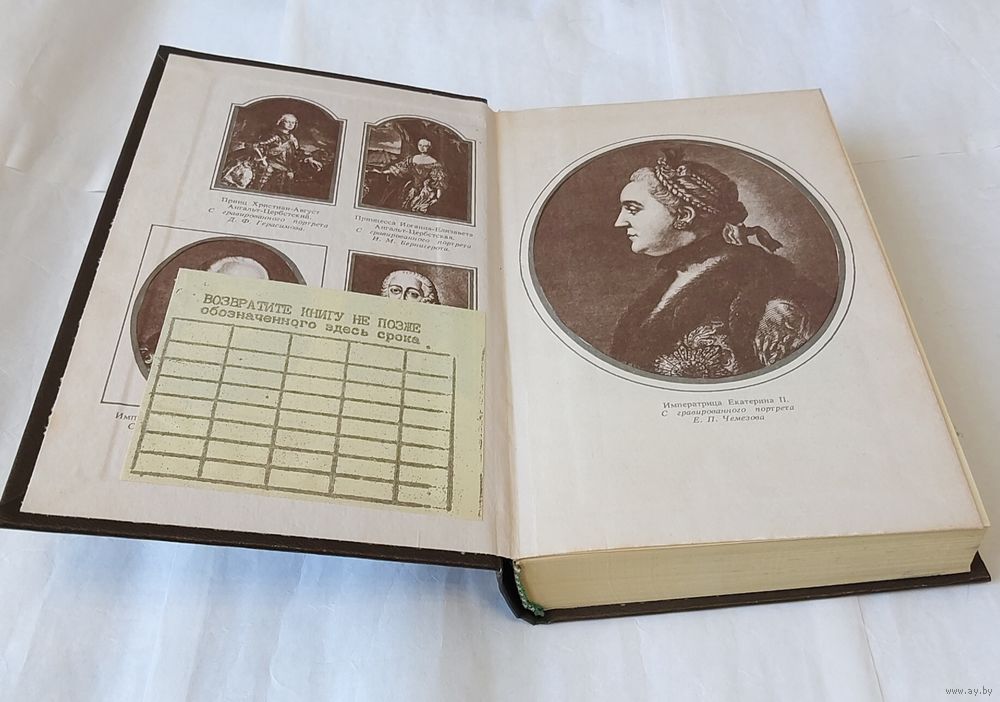 Принц Христиан-Август
Ангальт-Цербстский.
С гравированного портрета
Д. Ф. Герасимова.
Принцесса Иоганна-Елизавета
Ангальт-Цербстская.
С гравированного портрета
И. М. Бернигерота.
ВОЗВРАТИТЕ КНИГУ НЕ ПОЗЖЕ
обозначенного здесь срока.
Имп
С
Императрица Екатерина II.
С гравированного портрета
Е. П. Чемезова
www.ay.by